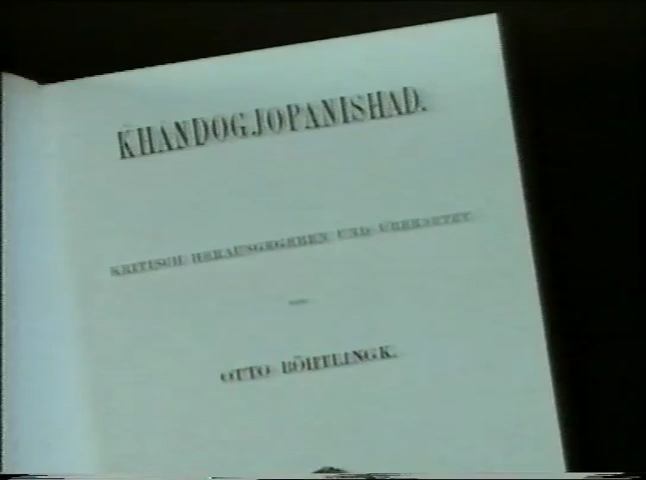 KHANDOGJOPANISHAD.
KRITISCH HERAUSGEGEBEN UND ÜBERSETZT
OTTO BÖHTLINGK.